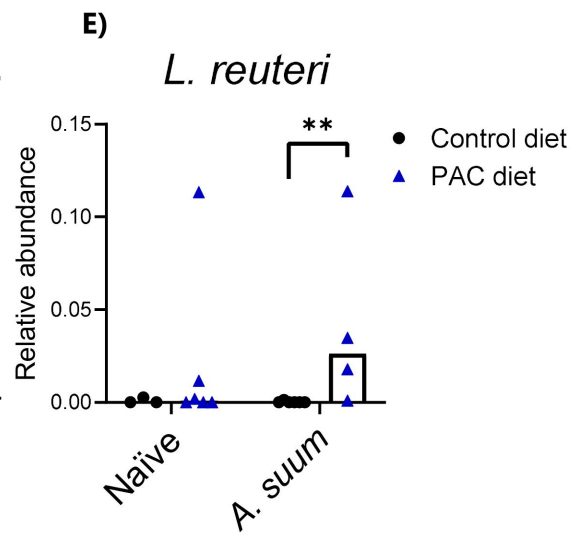 E)
L. reuteri
**
Control diet
PAC diet
Relative abundance
0.15
0.10
0.05
0.00
Naïve
A. suum